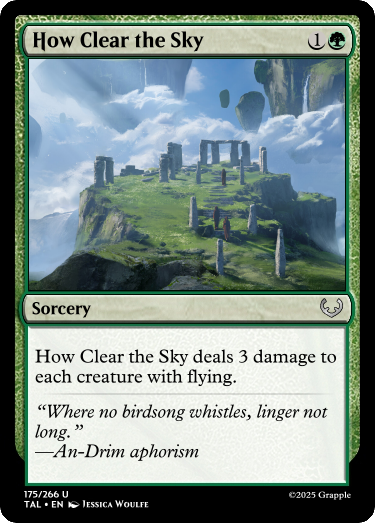 How Clear the Sky 1
Sorcery
How Clear the Sky deals 3 damage to
each creature with flying.
“Where no birdsong whistles, linger not
long.”
—An-Drim aphorism
175/266 U
TAL • EN Jessica Woulfe
©2025 Grapple